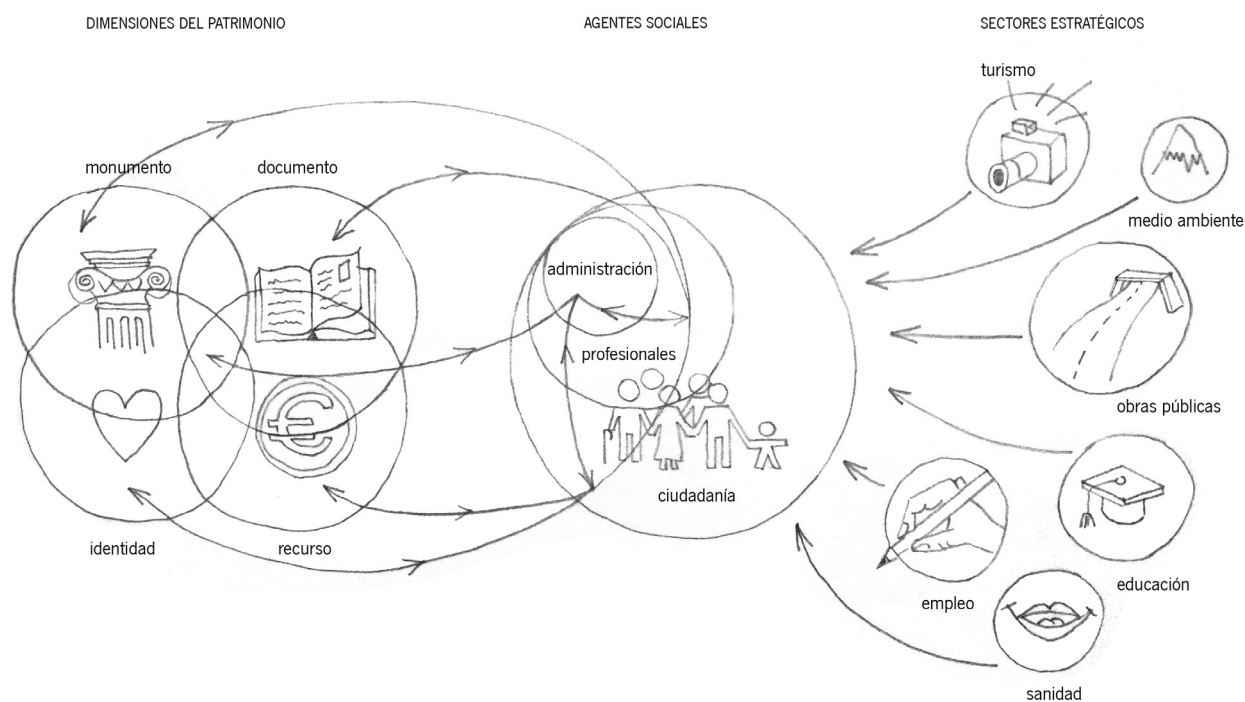 DIMENSIONES DEL PATRIMONIO
AGENTES SOCIALES
SECTORES ESTRATÉGICOS
monumento
documento
identidad
recurso
administración
profesionales
ciudadanía
turismo
medio ambiente
obras públicas
educación
empleo
sanidad